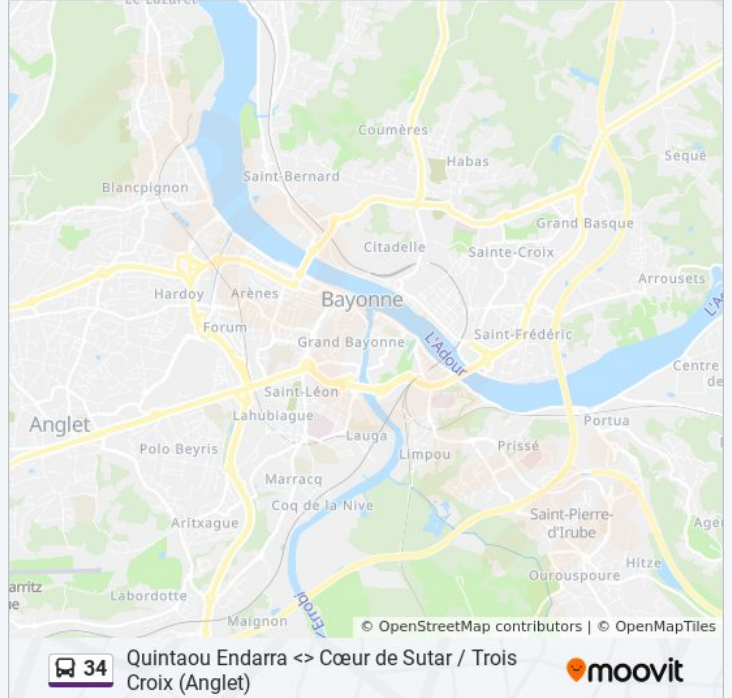 Le Lazaret
Coumères
Habas
Sequé
Saint-Bernard
Blancpignon
Grand Basque
Citadelle
Sainte-Croix
Arrousets
Hardoy
Arènes
Bayonne
L'A
Forum
Grand Bayonne
L'Adour
Saint-Frédéric
Centre
de
Saint-Léon
Anglet
Lahubiague
Portua
Lauga
Polo Beyris
Limpou
Prissé
Marracq
Coq de la Nive
Aritxague
Saint-Pierre-
d'Irube
Age
Hitze
Ourouspoure
arritz
ue
Labordotte
Errobi
Maignon
© OpenStreetMap contributors | © OpenMapTiles
34
Quintaou Endarra <> Cœur de Sutar / Trois
Croix (Anglet)
moovit